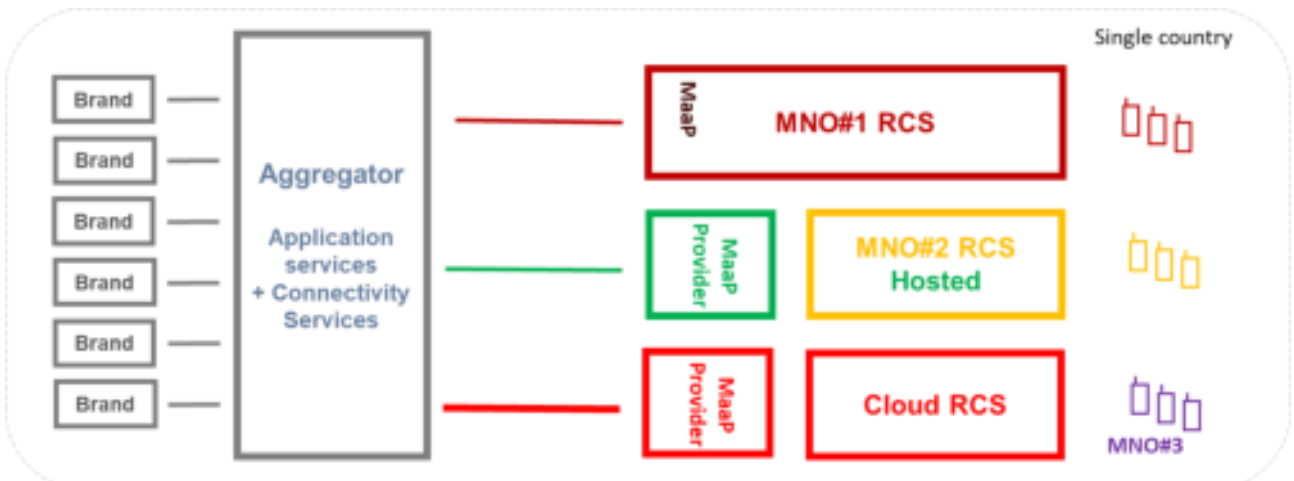 Single country
Brand
Brand
Brand
Brand
Brand
Brand
Aggregator
Application
services
+ Connectivity
Services
MaaP
MNO#1 RCS
MaaP
Provider
MNO#2 RCS
Hosted
MaaP
Provider
Cloud RCS
MNO#3